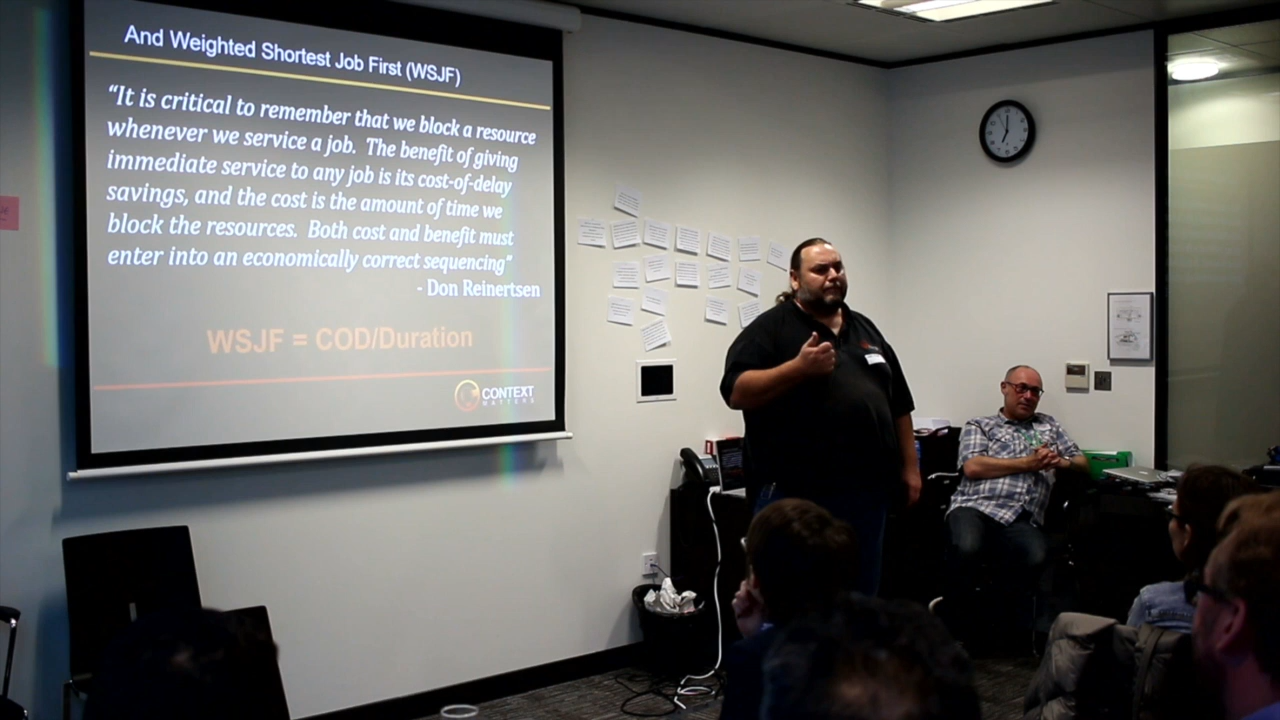 And Weighted Shortest Job First (WSJF)
“It is critical to remember that we block a resource
whenever we service a job. The benefit of giving
immediate service to any job is its cost-of-delay
savings, and the cost is the amount of time we
block the resources. Both cost and benefit must
enter into an economically correct sequencing”
- Don Reinertsen
WSJF = COD/Duration
CONTEXT
MATTERS